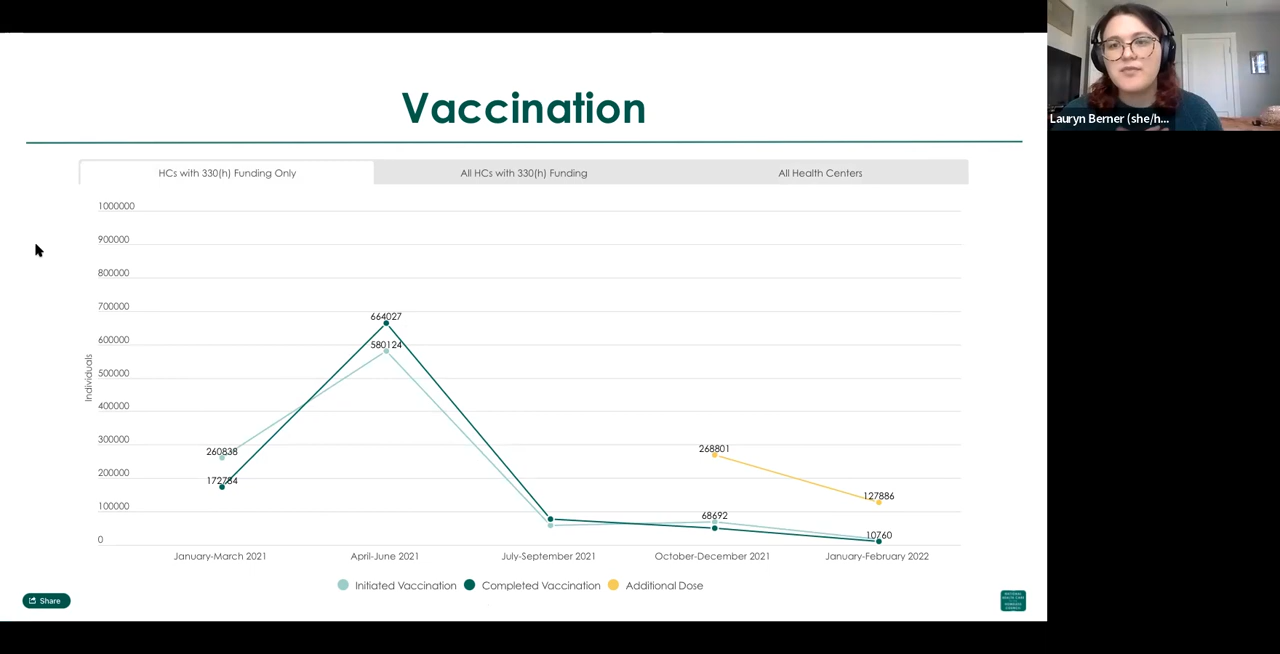 Vaccination
Lauryn Berner (she/h...
HCs with 330(h) Funding Only
All HCs with 330(h) Funding
All Health Centers
1000000
900000
800000
700000
600000
500000
400000
300000
200000
100000
0
Individuals
664027
580124
260838
172784
268801
127886
68692
10760
January-March 2021
April-June 2021
July-September 2021
October-December 2021
January-February 2022
Initiated Vaccination
Completed Vaccination
Additional Dose
Share